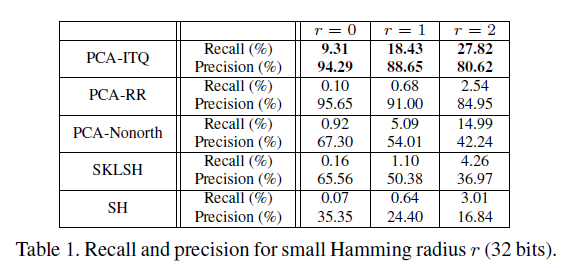 r = 0 r = 1 r = 2
PCA-ITQ Recall (%) 9.31 18.43 27.82
Precision (%) 94.29 88.65 80.62
PCA-RR Recall (%) 0.10 0.68 2.54
Precision (%) 95.65 91.00 84.95
PCA-Nonorth Recall (%) 0.92 5.09 14.99
Precision (%) 67.30 54.01 42.24
SKLSH Recall (%) 0.16 1.10 4.26
Precision (%) 65.56 50.38 36.97
SH Recall (%) 0.07 0.64 3.01
Precision (%) 35.35 24.40 16.84
Table 1. Recall and precision for small Hamming radius r (32 bits).